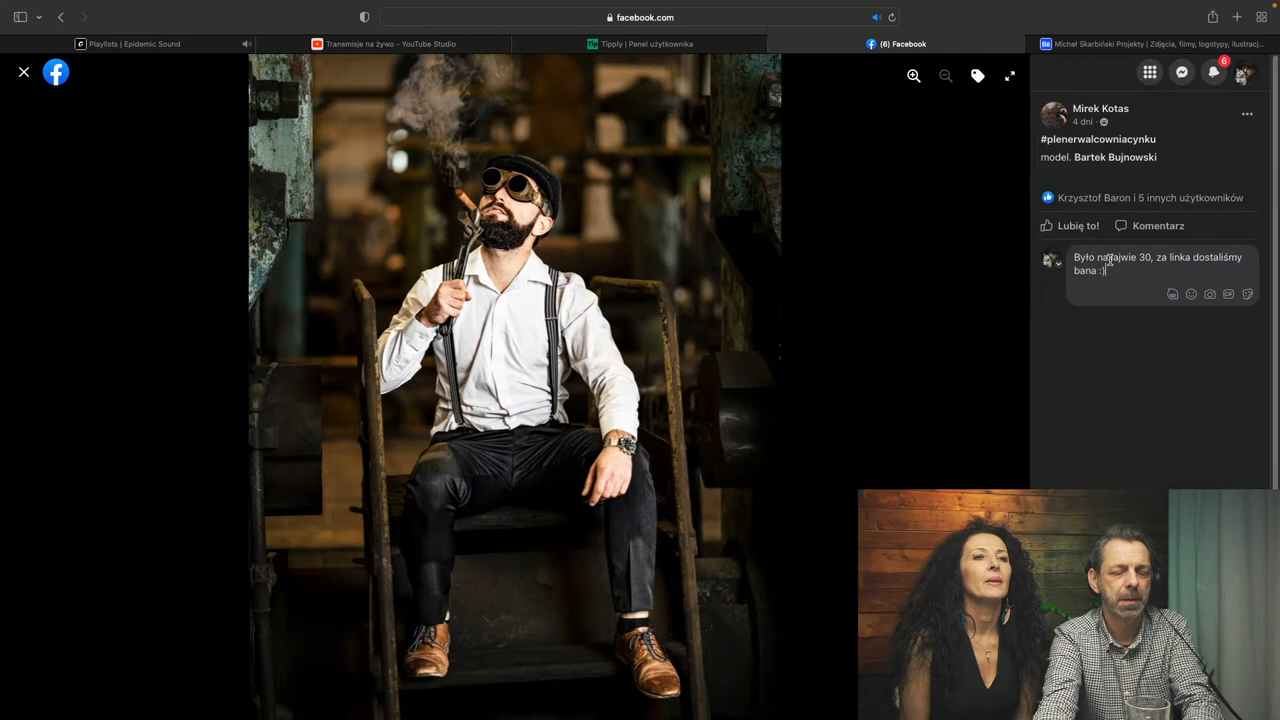 facebook.com
Playlists | Epidemic Sound
Transmisje na żywo - YouTube Studio
Tipply | Panel użytkownika
(6) Facebook
Michał Skarbiński Projekty | Zdjęcia, filmy, logotypy, ilustracj...
6
Mirek Kotas
4 dni
#plenerwalcowniacynku
model. Bartek Bujnowski
Krzysztof Baron i 5 innych użytkowników
Lubię to!
Komentarz
Było na lajwie 30, za linka dostaliśmy
bana :)